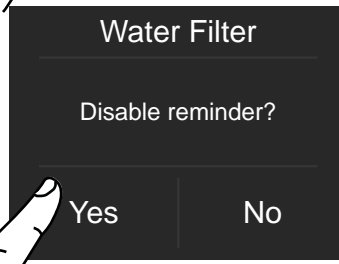 Water Filter
Disable reminder?
Yes
No